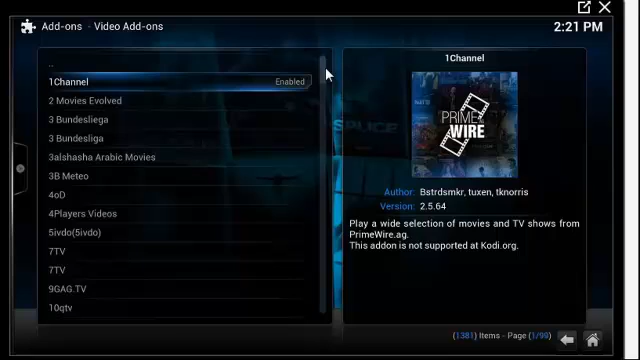 Add-ons - Video Add-ons
2:21 PM
..
1Channel
Enabled
2 Movies Evolved
3 Bundesliega
3 Bundesliga
3alshasha Arabic Movies
3B Meteo
4oD
4Players Videos
5ivdo(5ivdo)
7TV
7TV
9GAG.TV
10qtv
SPLICE
1Channel
PRIME
WIRE
Author: Bstrdsmkr, tuxen, tknorris
Version: 2.5.64
Play a wide selection of movies and TV shows from
PrimeWire.ag.
This addon is not supported at Kodi.org.
(1381) Items - Page (1/99)